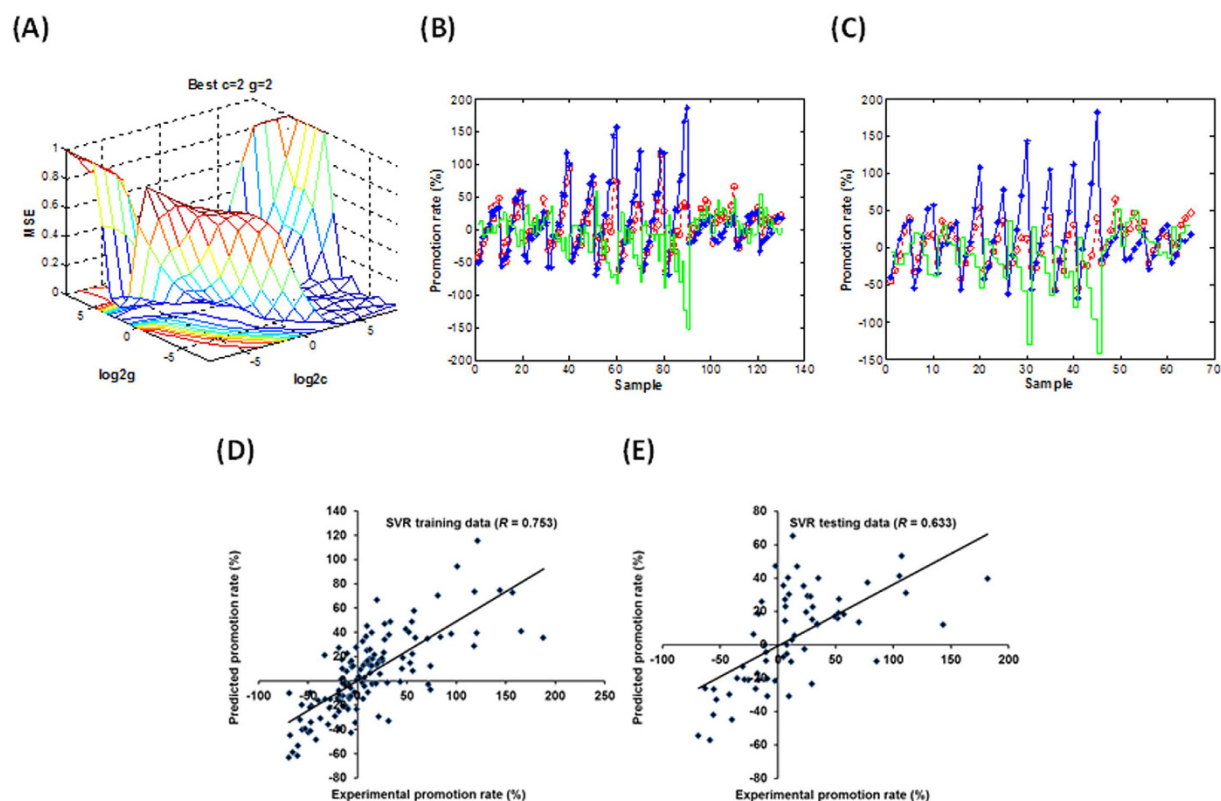 (A)
(B)
(C)
Best c=2 g=2
1
0.8
0.6
0.4
0.2
0
MSE
5
0
-5
log2g
-5
0
5
log2c
200
150
100
50
0
-50
-100
-150
-200
Promotion rate (%)
0 20 40 60 80 100 120 140
Sample
200
150
100
50
0
-50
-100
-150
Promotion rate (%)
0 10 20 30 40 50 60 70
Sample
(D)
(E)
SVR training data (R = 0.753)
140
120
100
80
60
40
20
0
-20
-40
-60
-80
Predicted promotion rate (%)
-100 -50 0 50 100 150 200 250
Experimental promotion rate (%)
SVR testing data (R = 0.633)
80
60
40
20
0
-20
-40
-60
-80
Predicted promotion rate (%)
-100 -50 0 50 100 150 200
Experimental promotion rate (%)